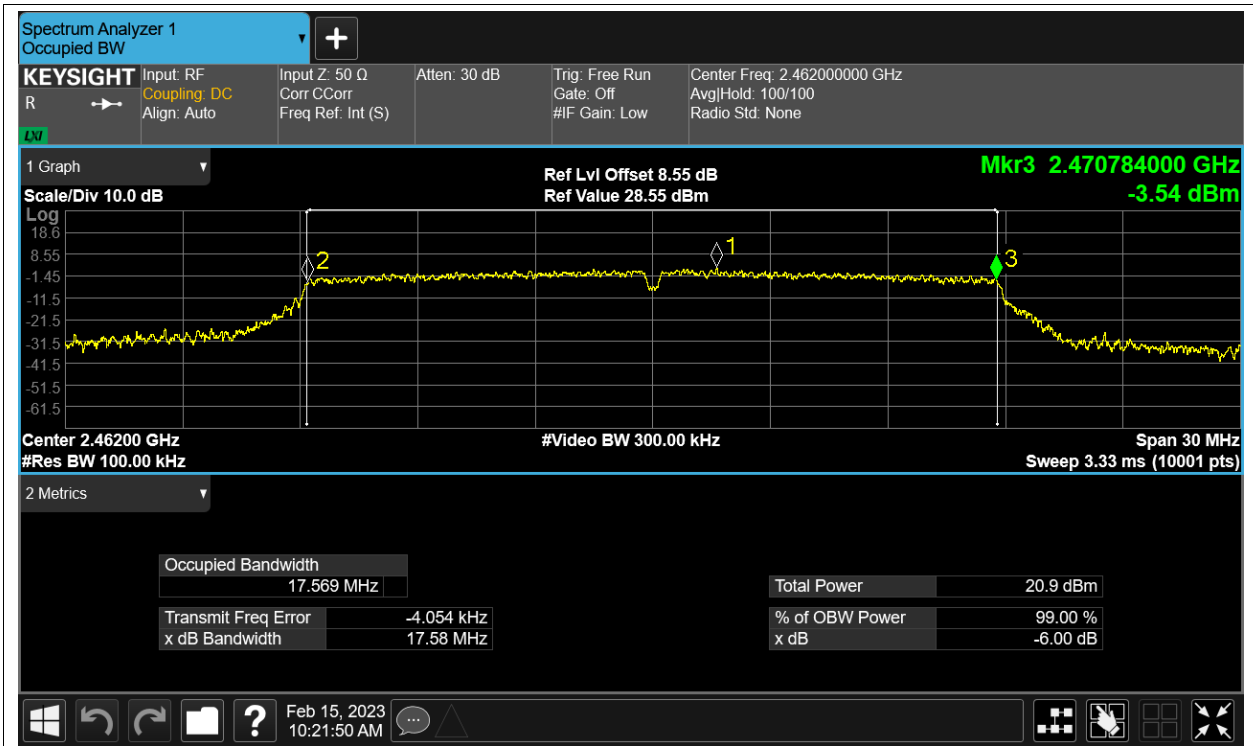 Spectrum Analyzer 1
Occupied BW
KEYSIGHT
R
LXI
Input: RF
Coupling: DC
Align: Auto
Input Z: 50 Ω
Corr CCorr
Freq Ref: Int (S)
Atten: 30 dB
Trig: Free Run
Gate: Off
#IF Gain: Low
Center Freq: 2.462000000 GHz
Avg|Hold: 100/100
Radio Std: None
1 Graph
Scale/Div 10.0 dB
Ref Lvl Offset 8.55 dB
Ref Value 28.55 dBm
Mkr3 2.470784000 GHz
-3.54 dBm
Log
18.6
8.55
-1.45
-11.5
-21.5
-31.5
-41.5
-51.5
-61.5
2
1
3
Center 2.46200 GHz
#Video BW 300.00 kHz
Span 30 MHz
#Res BW 100.00 kHz
Sweep 3.33 ms (10001 pts)
2 Metrics
Occupied Bandwidth
17.569 MHz
Total Power 20.9 dBm
Transmit Freq Error -4.054 kHz
% of OBW Power 99.00 %
x dB Bandwidth 17.58 MHz
x dB -6.00 dB
?
Feb 15, 2023
10:21:50 AM